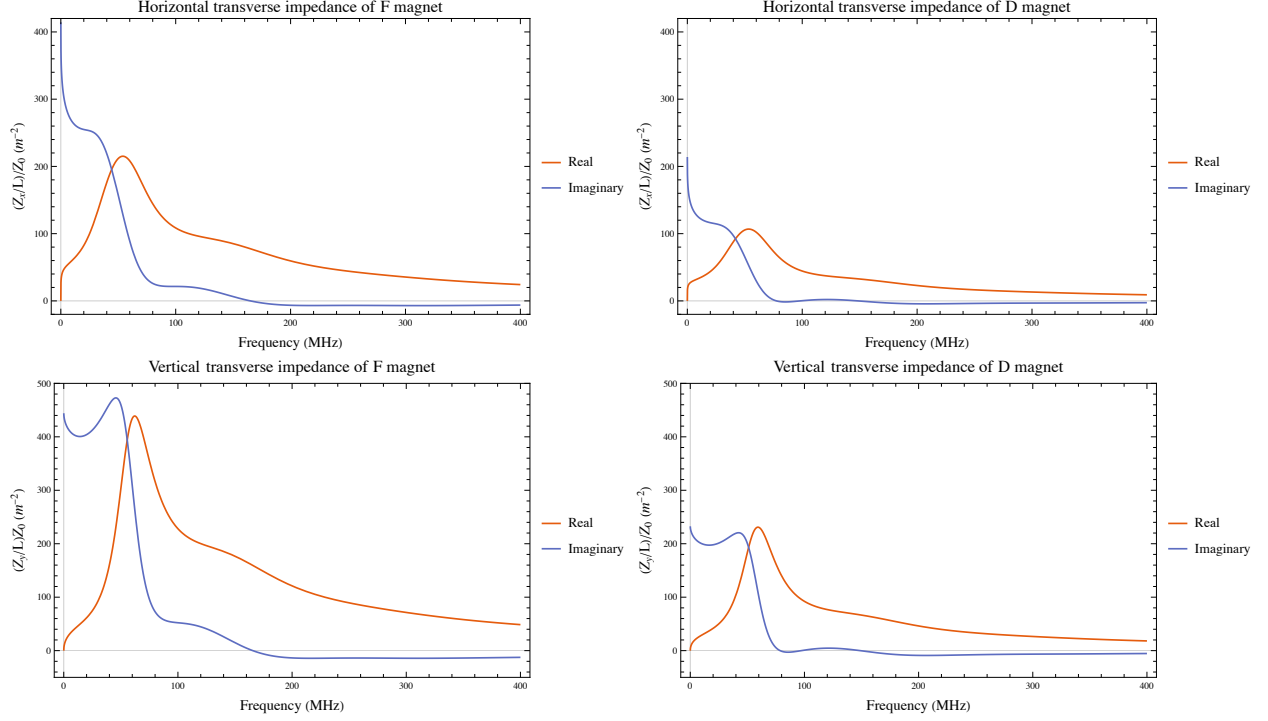 Horizontal transverse impedance of F magnet
400
300
200
100
0
(Zₓ/L)/Z₀ (m⁻²)
0 100 200 300 400
Frequency (MHz)
Real
Imaginary
Horizontal transverse impedance of D magnet
400
300
200
100
0
(Zₓ/L)/Z₀ (m⁻²)
0 100 200 300 400
Frequency (MHz)
Real
Imaginary
Vertical transverse impedance of F magnet
500
400
300
200
100
0
(Z_y/L)Z₀ (m⁻²)
0 100 200 300 400
Frequency (MHz)
Real
Imaginary
Vertical transverse impedance of D magnet
500
400
300
200
100
0
(Z_y/L)/Z₀ (m⁻²)
0 100 200 300 400
Frequency (MHz)
Real
Imaginary